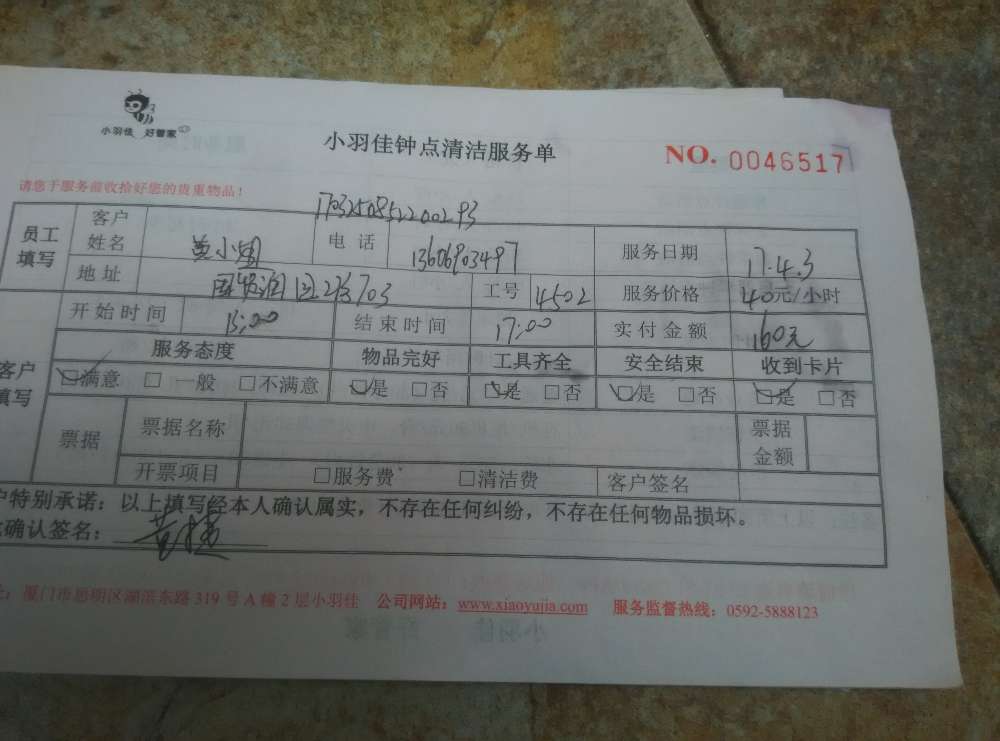 小羽佳 好管家
小羽佳钟点清洁服务单
NO. 0046517
请您于服务前收拾好您的贵重物品！
1703250852200293
员工填写 客户姓名 黄小姐 电话 13606903497 服务日期 17.4.3
地址 国贸润园 703 工号 4502 服务价格 40元/小时
开始时间 13:00 结束时间 17:00 实付金额 160元
客户填写 服务态度 物品完好 工具齐全 安全结束 收到卡片
☑满意 □一般 □不满意 ☑是 □否 ☑是 □否 ☑是 □否 ☑是 □否
票据 票据名称 票据金额
开票项目 □服务费 □清洁费 客户签名
户特别承诺：以上填写经本人确认属实，不存在任何纠纷，不存在任何物品损坏。
确认签名：
厦门市思明区湖滨东路 319 号 A 幢 2 层小羽佳 公司网站：www.xiaoyujia.com 服务监督热线：0592-5888123